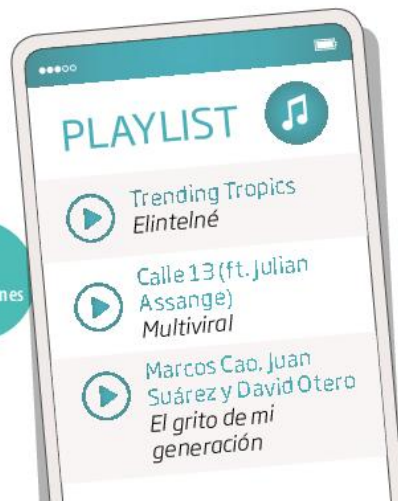 PLAYLIST
Trending Tropics
Elintelné
Calle 13 (ft. Julian
Assange)
Multiviral
Marcos Cao, Juan
Suárez y David Otero
El grito de mi
generación